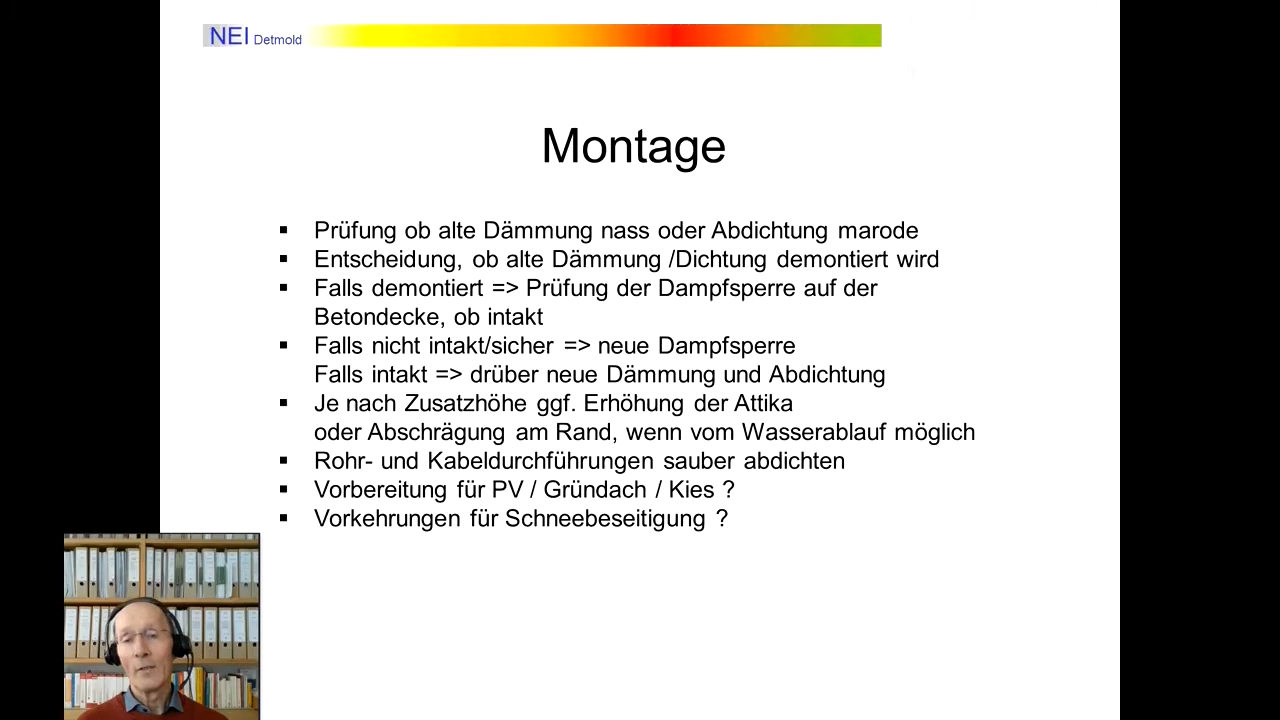 NEI Detmold
Montage
▪ Prüfung ob alte Dämmung nass oder Abdichtung marode
▪ Entscheidung, ob alte Dämmung /Dichtung demontiert wird
▪ Falls demontiert => Prüfung der Dampfsperre auf der
Betondecke, ob intakt
▪ Falls nicht intakt/sicher => neue Dampfsperre
Falls intakt => drüber neue Dämmung und Abdichtung
▪ Je nach Zusatzhöhe ggf. Erhöhung der Attika
oder Abschrägung am Rand, wenn vom Wasserablauf möglich
▪ Rohr- und Kabeldurchführungen sauber abdichten
▪ Vorbereitung für PV / Gründach / Kies ?
▪ Vorkehrungen für Schneebeseitigung ?